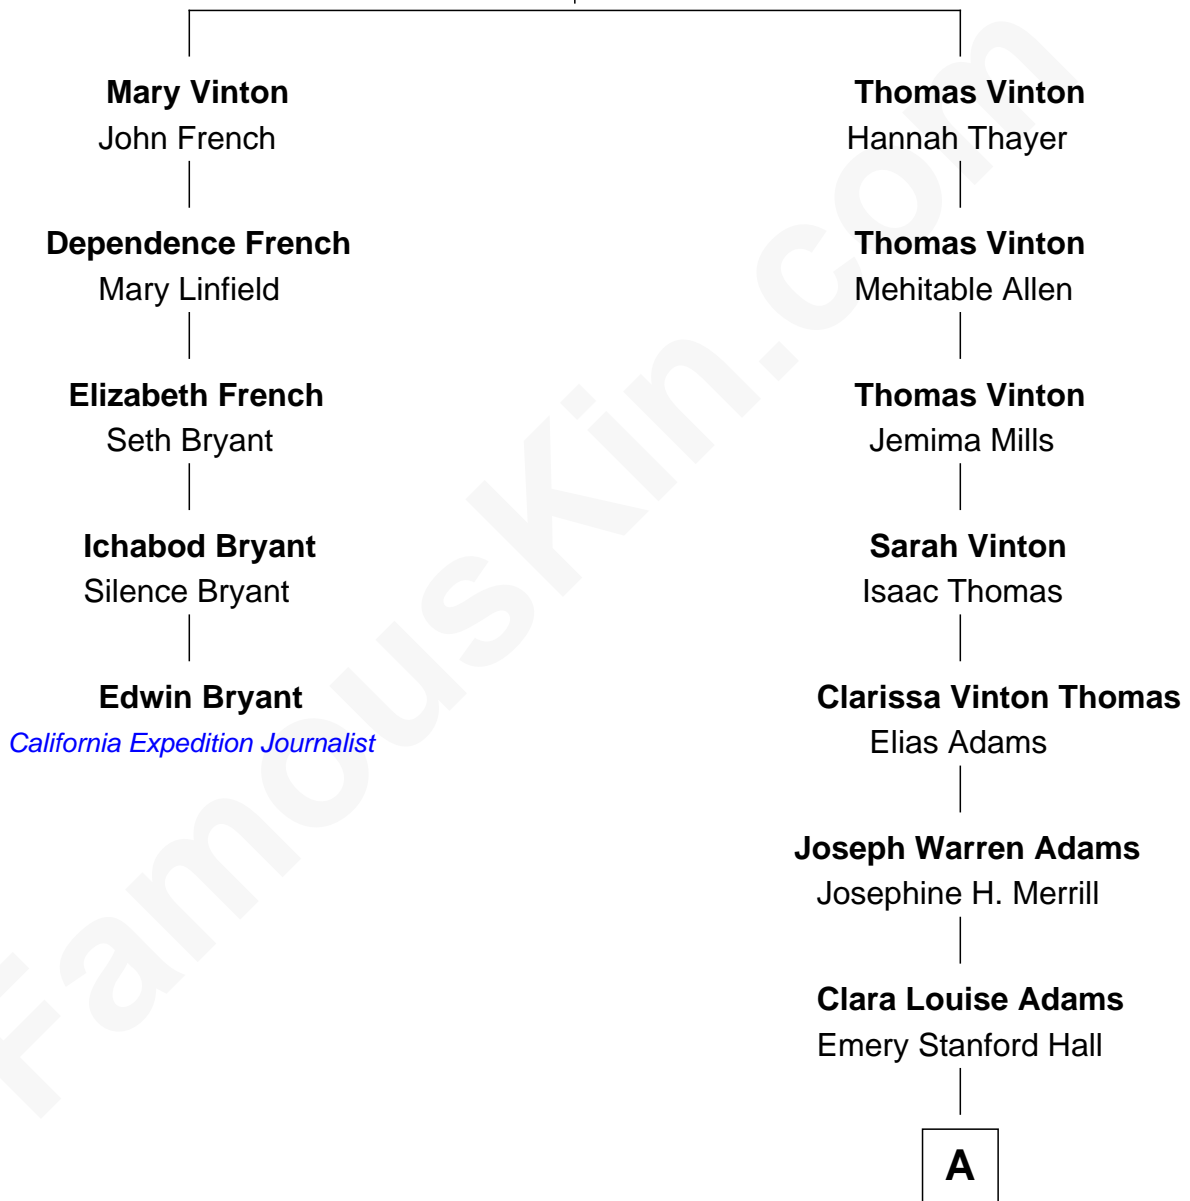 Mary Vinton
John French
Dependence French
Mary Linfield
Elizabeth French
Seth Bryant
Ichabod Bryant
Silence Bryant
Edwin Bryant
California Expedition Journalist
Thomas Vinton
Hannah Thayer
Thomas Vinton
Mehitable Allen
Thomas Vinton
Jemima Mills
Sarah Vinton
Isaac Thomas
Clarissa Vinton Thomas
Elias Adams
Joseph Warren Adams
Josephine H. Merrill
Clara Louise Adams
Emery Stanford Hall
A
FamousKin.com